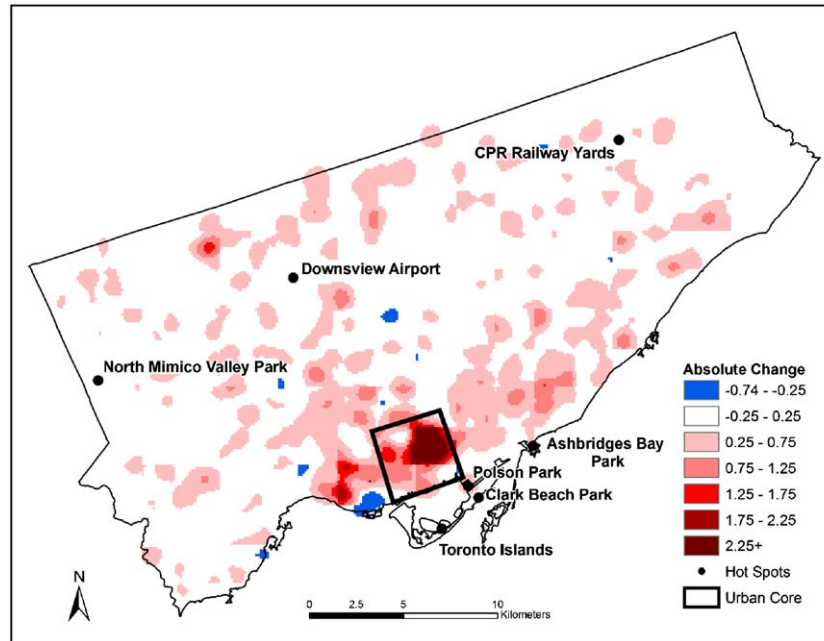 CPR Railway Yards
Downsview Airport
North Mimico Valley Park
Absolute Change
-0.74 - -0.25
-0.25 - 0.25
0.25 - 0.75
0.75 - 1.25
1.25 - 1.75
1.75 - 2.25
2.25+
Hot Spots
Urban Core
Ashbridges Bay
Park
Polson Park
Clark Beach Park
Toronto Islands
N
0 2.5 5 10
Kilometers